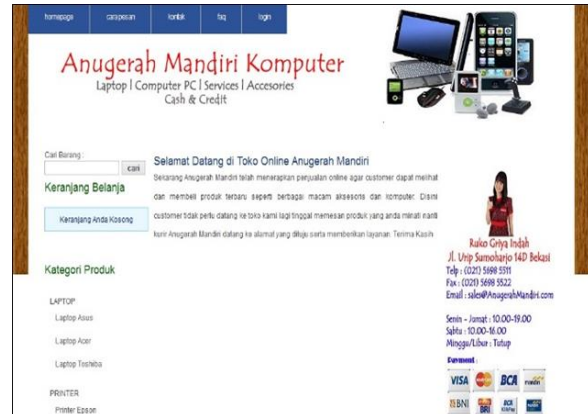 homepage
cara pesan
kontak
faq
login
Anugerah Mandiri Komputer
Laptop | Computer PC | Services | Accesories
Cash & Credit
Cari Barang :
cari
Keranjang Belanja
Keranjang Anda Kosong
Kategori Produk
LAPTOP
Laptop Asus
Laptop Acer
Laptop Toshiba
PRINTER
Printer Epson
Selamat Datang di Toko Online Anugerah Mandiri
Sekarang Anugerah Mandiri telah menerapkan penjualan online agar customer dapat melihat
dan membeli produk terbaru seperti berbagai macam aksesoris dan komputer. Disini
customer tidak perlu datang ke toko kami lagi tinggal memesan produk yang anda minati nanti
kurir Anugerah Mandiri datang ke alamat yang dituju serta memberikan layanan. Terima Kasih
Ruko Griya Indah
Jl. Urip Sumoharjo 14D Bekasi
Telp : (021) 5698 5511
Fax : (021) 5698 5522
Email : sales@AnugerahMandiri.com
Senin - Jumat : 10.00-19.00
Sabtu : 10.00-16.00
Minggu/Libur : Tutup
Payment :
VISA
BCA
mandiri
BNI
BRI
BCA